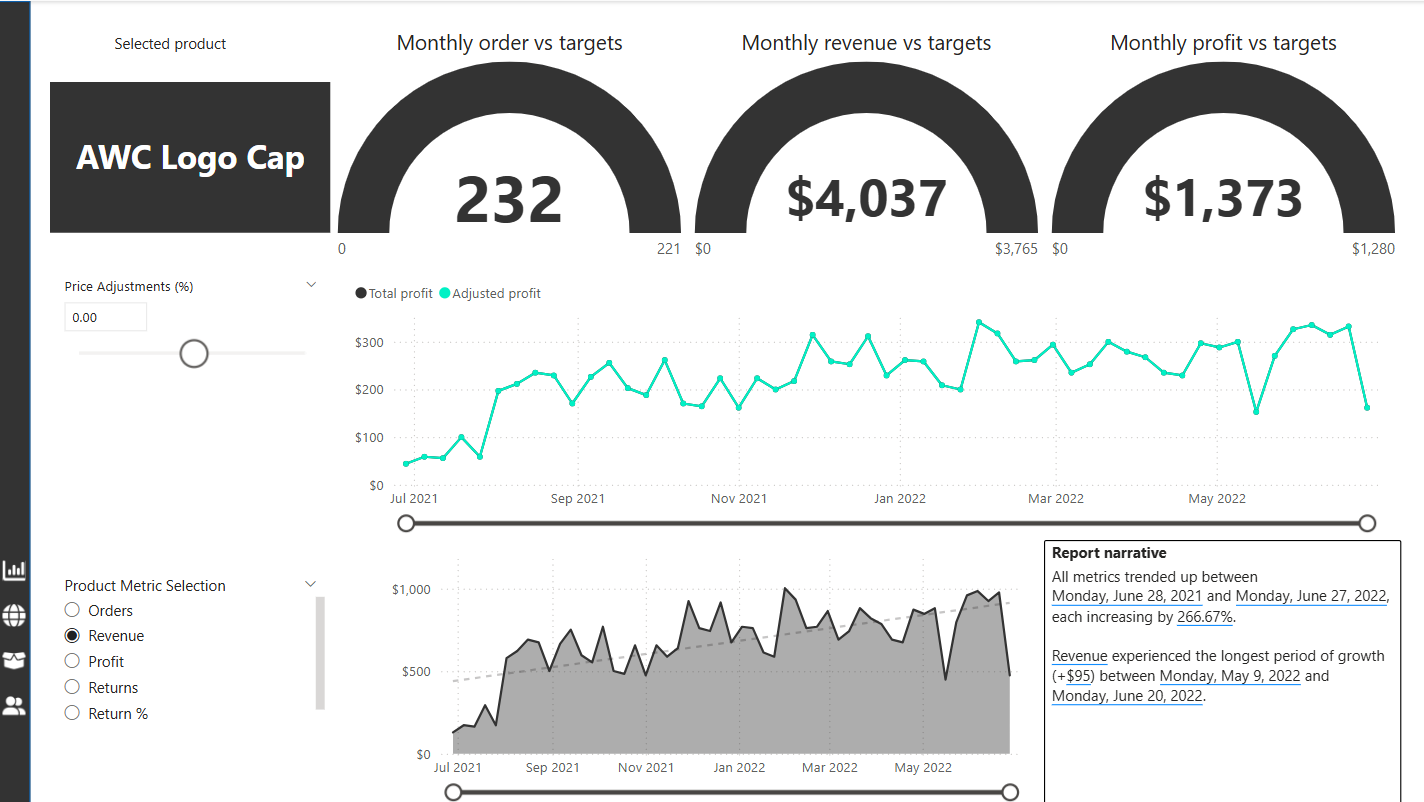 Selected product
AWC Logo Cap
Monthly order vs targets
232
0
221
Monthly revenue vs targets
$4,037
$0
$3,765
Monthly profit vs targets
$1,373
$0
$1,280
Price Adjustments (%)
0.00
Total profit Adjusted profit
$300
$200
$100
$0
Jul 2021 Sep 2021 Nov 2021 Jan 2022 Mar 2022 May 2022
Product Metric Selection
Orders
Revenue
Profit
Returns
Return %
$1,000
$500
$0
Jul 2021 Sep 2021 Nov 2021 Jan 2022 Mar 2022 May 2022
Report narrative
All metrics trended up between
Monday, June 28, 2021 and Monday, June 27, 2022,
each increasing by 266.67%.
Revenue experienced the longest period of growth
(+$95) between Monday, May 9, 2022 and
Monday, June 20, 2022.